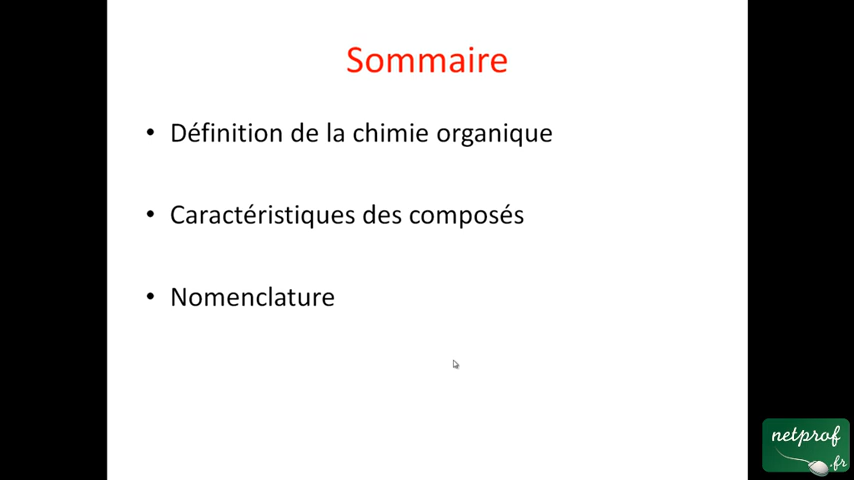 Sommaire
• Définition de la chimie organique
• Caractéristiques des composés
• Nomenclature
netprof
.fr